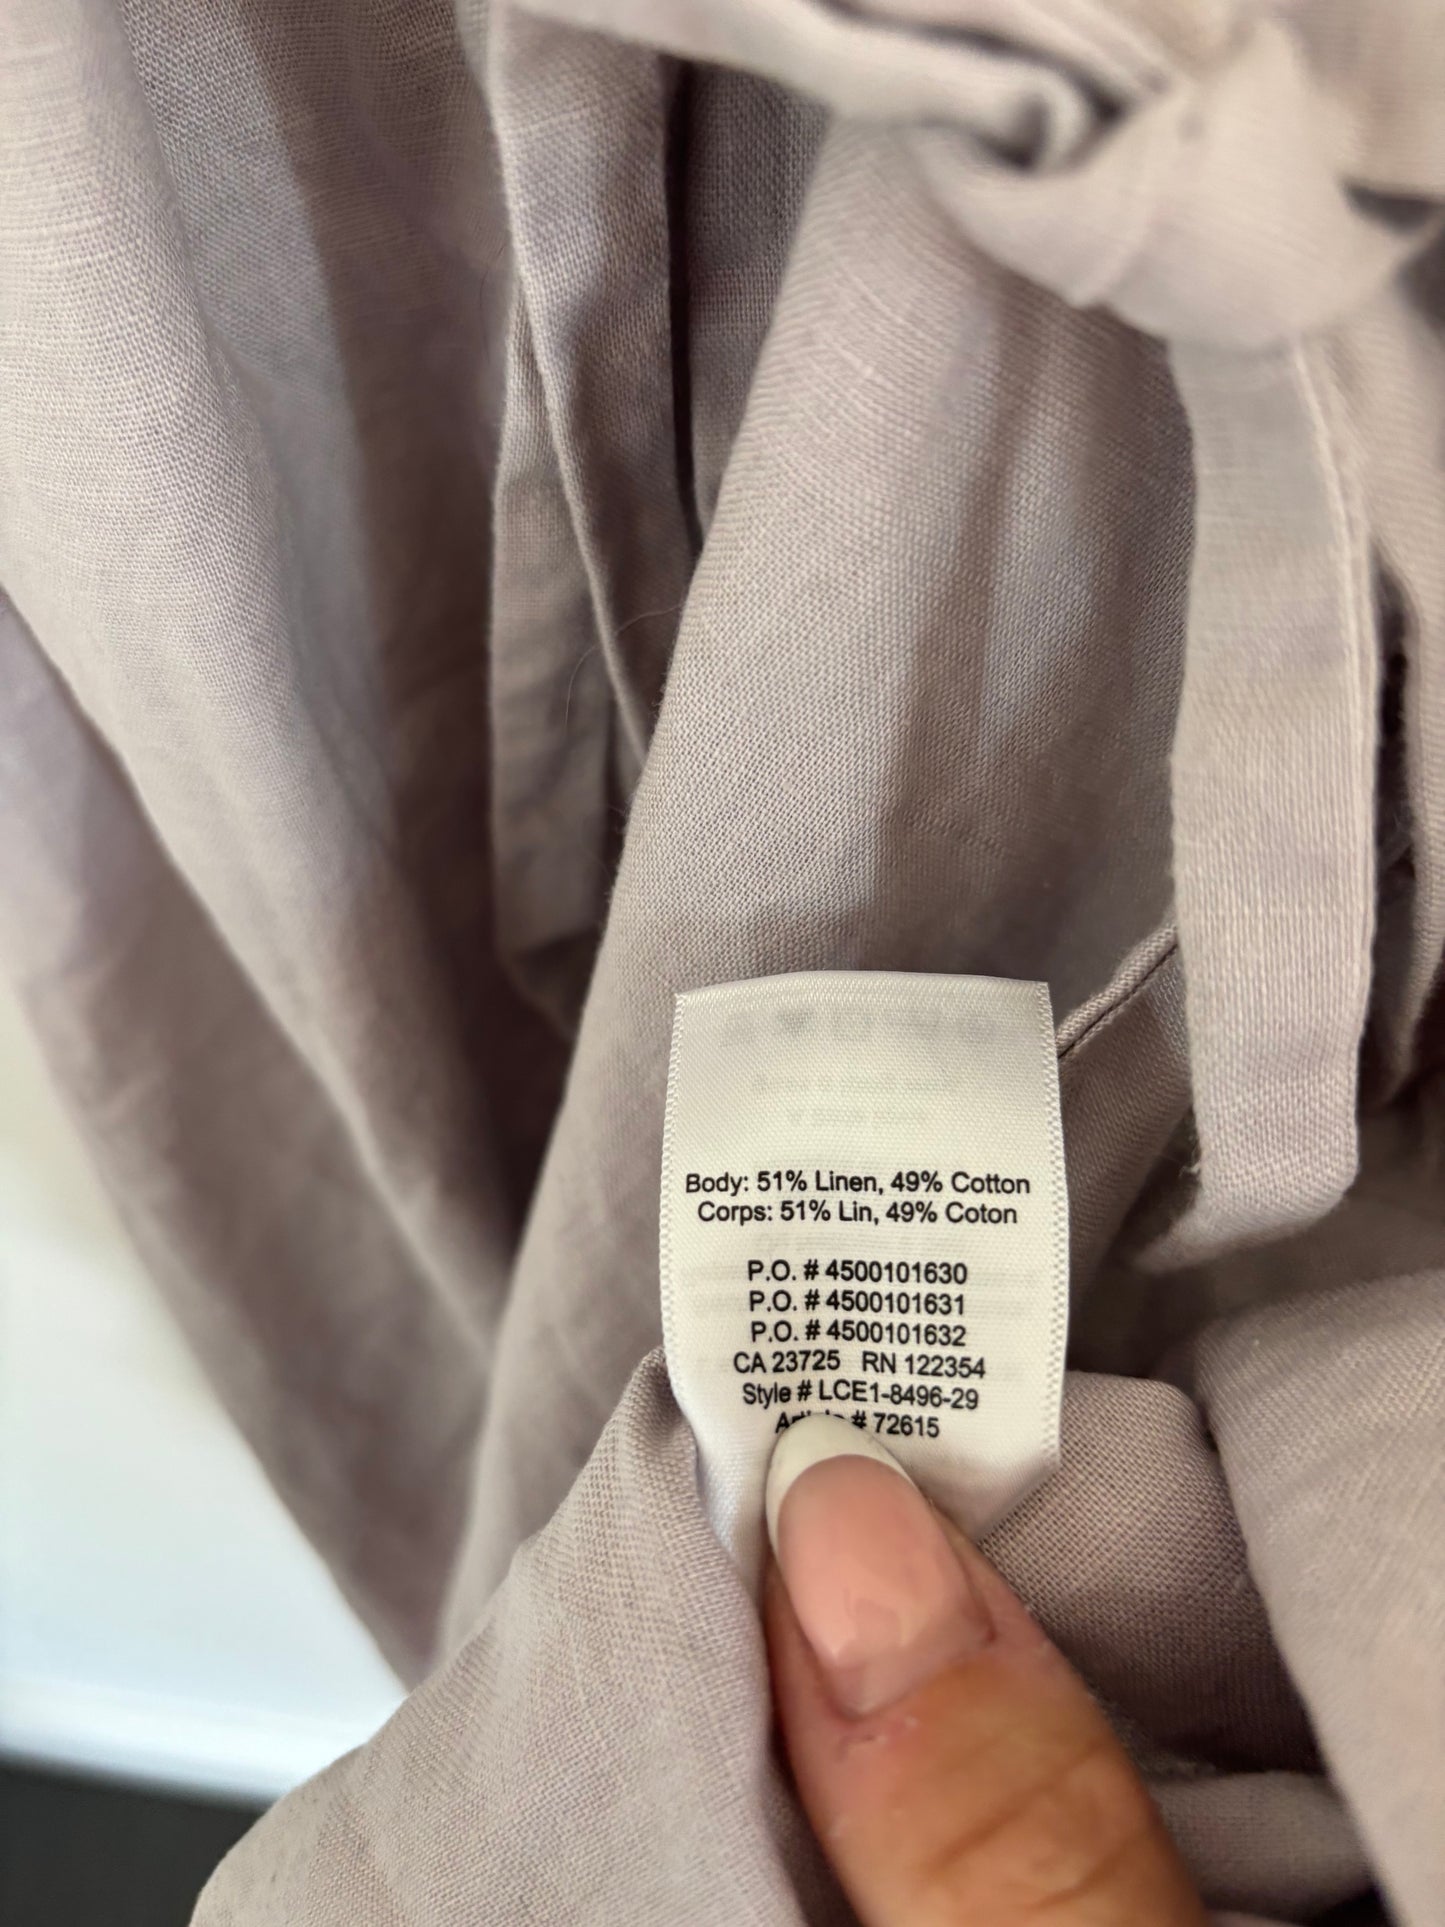 Body: 51% Linen, 49% Cotton
Corps: 51% Lin, 49% Coton
P.O. # 4500101630
P.O. # 4500101631
P.O. # 4500101632
CA 23725 RN 122354
Style # LCE1-8496-29
# 72615